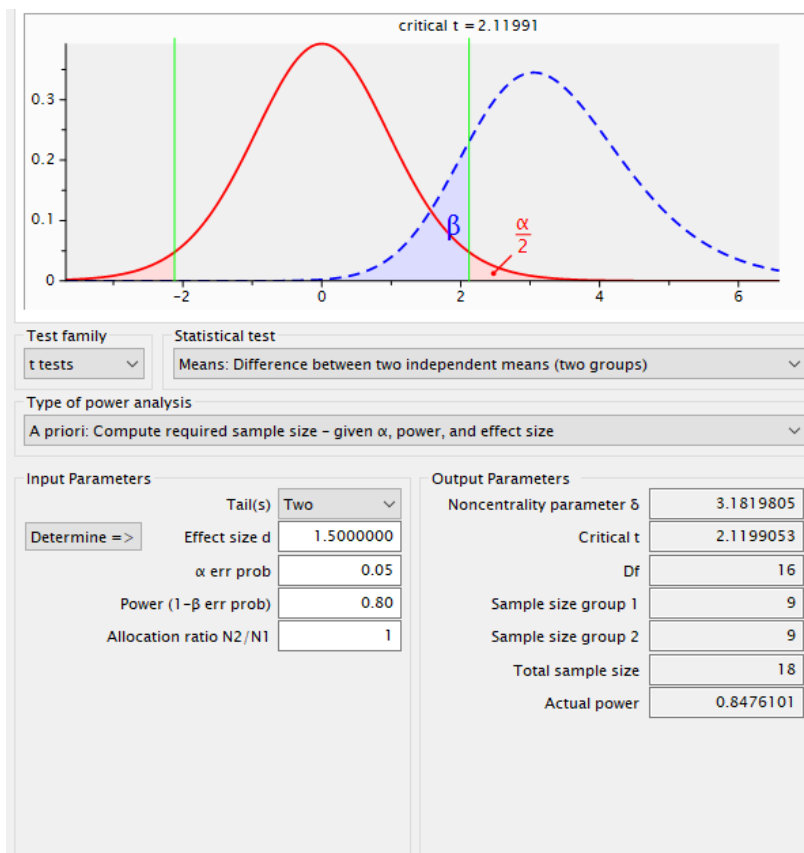 critical t = 2.11991
0.3
0.2
0.1
0
β
α
2
-2 0 2 4 6
Test family
Statistical test
t tests
Means: Difference between two independent means (two groups)
Type of power analysis
A priori: Compute required sample size – given α, power, and effect size
Input Parameters
Tail(s) Two
Determine => Effect size d 1.5000000
α err prob 0.05
Power (1-β err prob) 0.80
Allocation ratio N2/N1 1
Output Parameters
Noncentrality parameter δ 3.1819805
Critical t 2.1199053
Df 16
Sample size group 1 9
Sample size group 2 9
Total sample size 18
Actual power 0.8476101